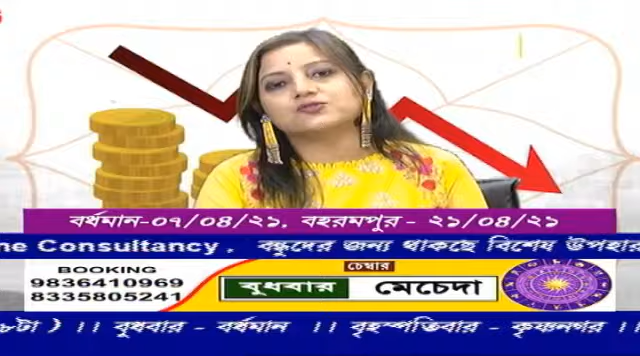 বর্ধমান-০৭/০৪/২১, বহরমপুর - ২১/০৪/২১
ne Consultancy , বন্ধুদের জন্য থাকছে বিশেষ উপহার
BOOKING
9836410969
8335805241
চেম্বার
বুধবার মেচেদা
৮টা ) ।। বুধবার - বর্ধমান ।। বৃহস্পতিবার - কৃষ্ণনগর ।।